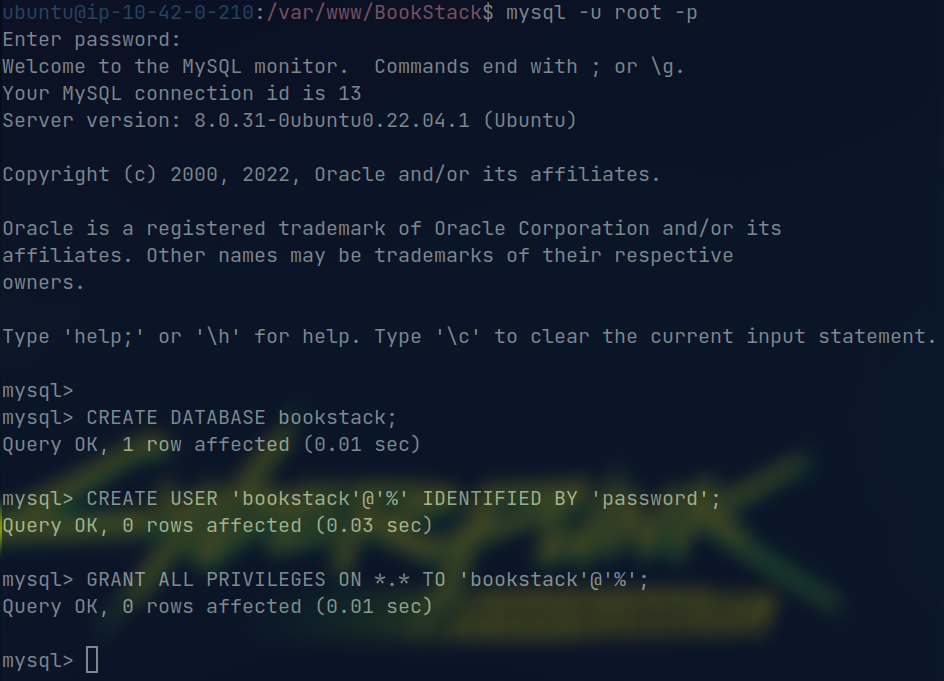 ubuntu@ip-10-42-0-210:/var/www/BookStack$ mysql -u root -p
Enter password:
Welcome to the MySQL monitor.  Commands end with ; or \g.
Your MySQL connection id is 13
Server version: 8.0.31-0ubuntu0.22.04.1 (Ubuntu)
Copyright (c) 2000, 2022, Oracle and/or its affiliates.
Oracle is a registered trademark of Oracle Corporation and/or its
affiliates. Other names may be trademarks of their respective
owners.
Type 'help;' or '\h' for help. Type '\c' to clear the current input statement.
mysql>
mysql> CREATE DATABASE bookstack;
Query OK, 1 row affected (0.01 sec)
mysql> CREATE USER 'bookstack'@'%' IDENTIFIED BY 'password';
Query OK, 0 rows affected (0.03 sec)
mysql> GRANT ALL PRIVILEGES ON *.* TO 'bookstack'@'%';
Query OK, 0 rows affected (0.01 sec)
mysql>